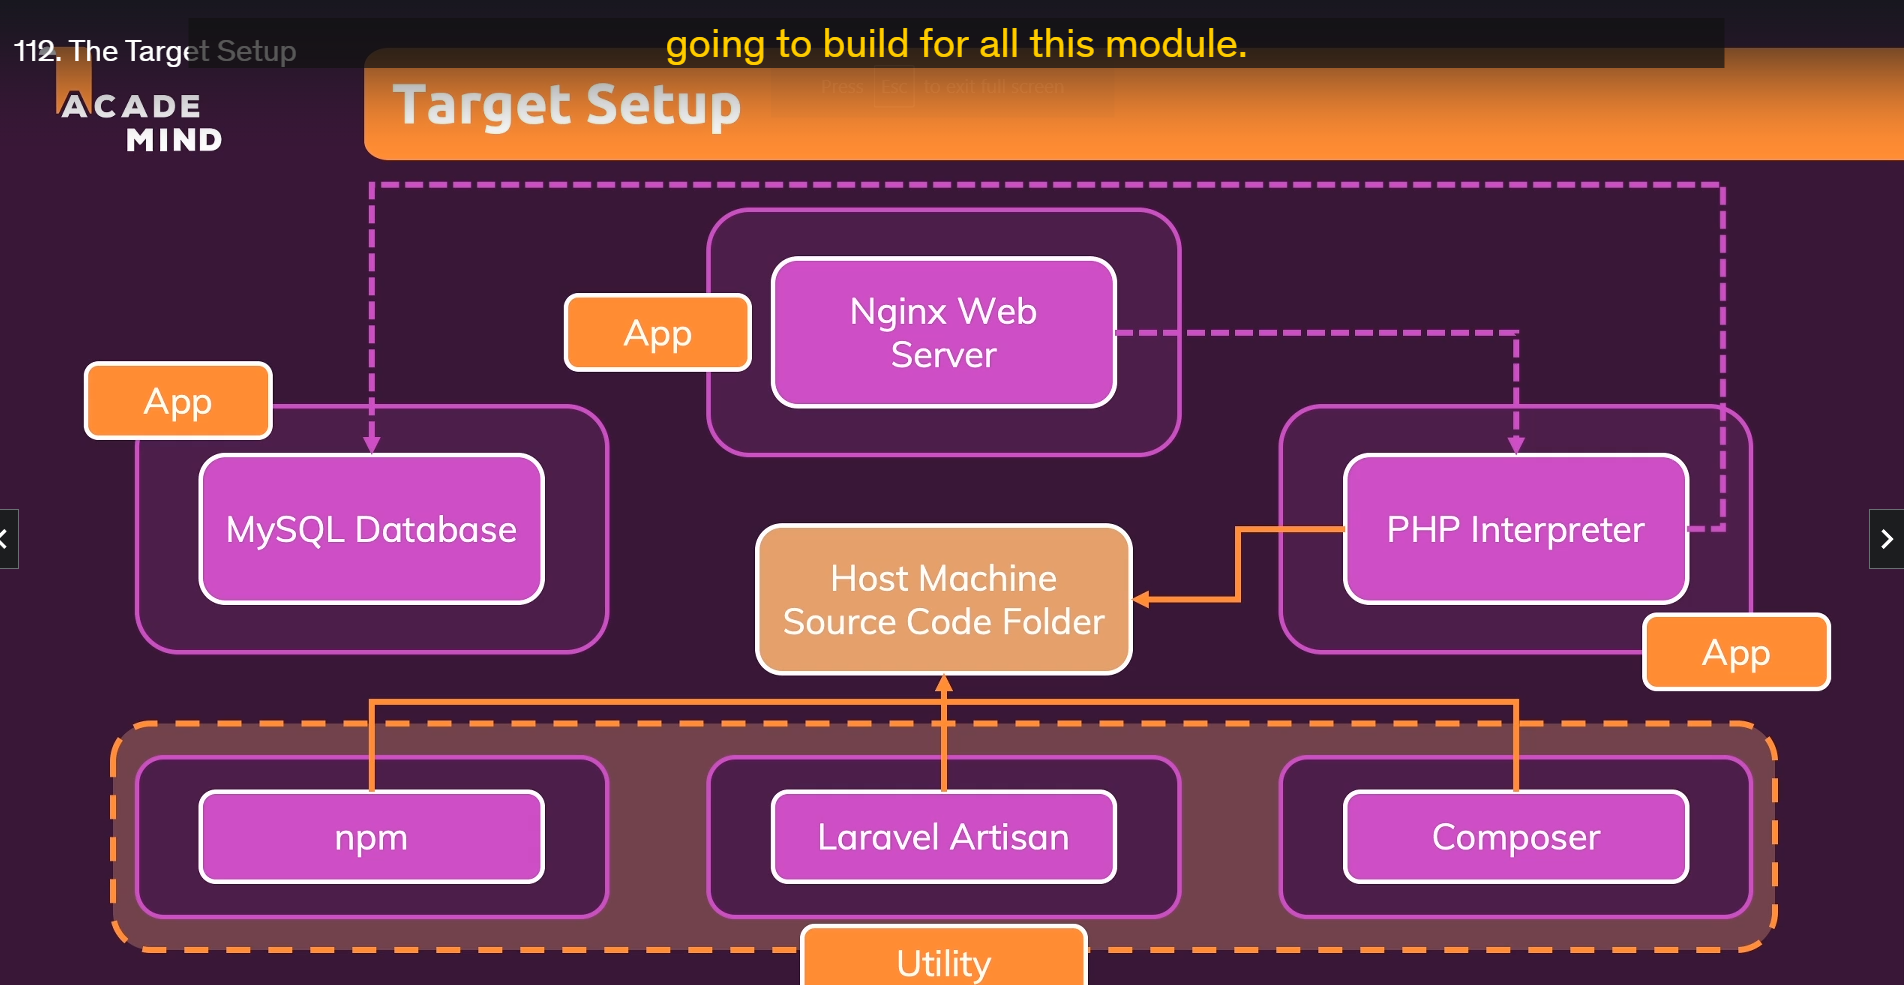 going to build for all this module.
112. The Target Setup
ACADE
MIND
Press Esc to exit full screen
Target Setup
Nginx Web
Server
App
App
MySQL Database
PHP Interpreter
Host Machine
Source Code Folder
App
npm
Laravel Artisan
Composer
Utility